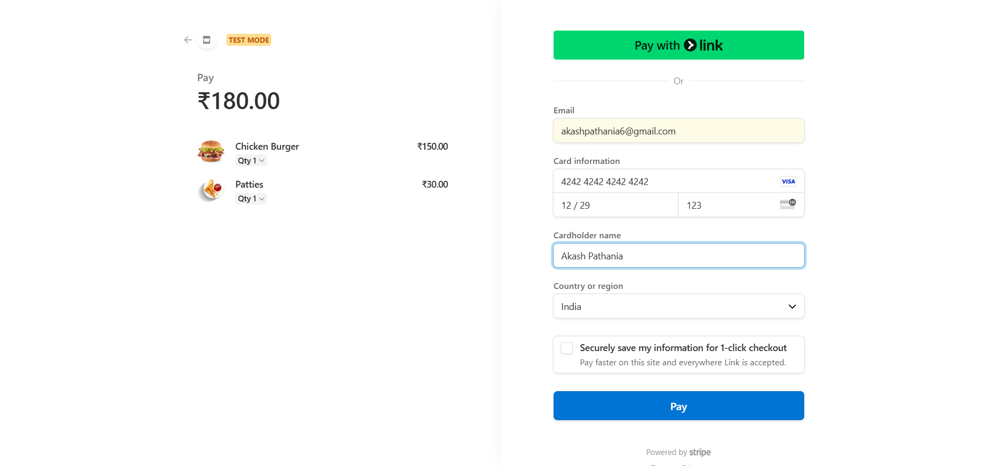 TEST MODE
Pay
₹180.00
Chicken Burger ₹150.00
Qty 1
Patties ₹30.00
Qty 1
Pay with link
Or
Email
akashpathania6@gmail.com
Card information
4242 4242 4242 4242 VISA
12 / 29 123 135
Cardholder name
Akash Pathania
Country or region
India
Securely save my information for 1-click checkout
Pay faster on this site and everywhere Link is accepted.
Pay
Powered by stripe